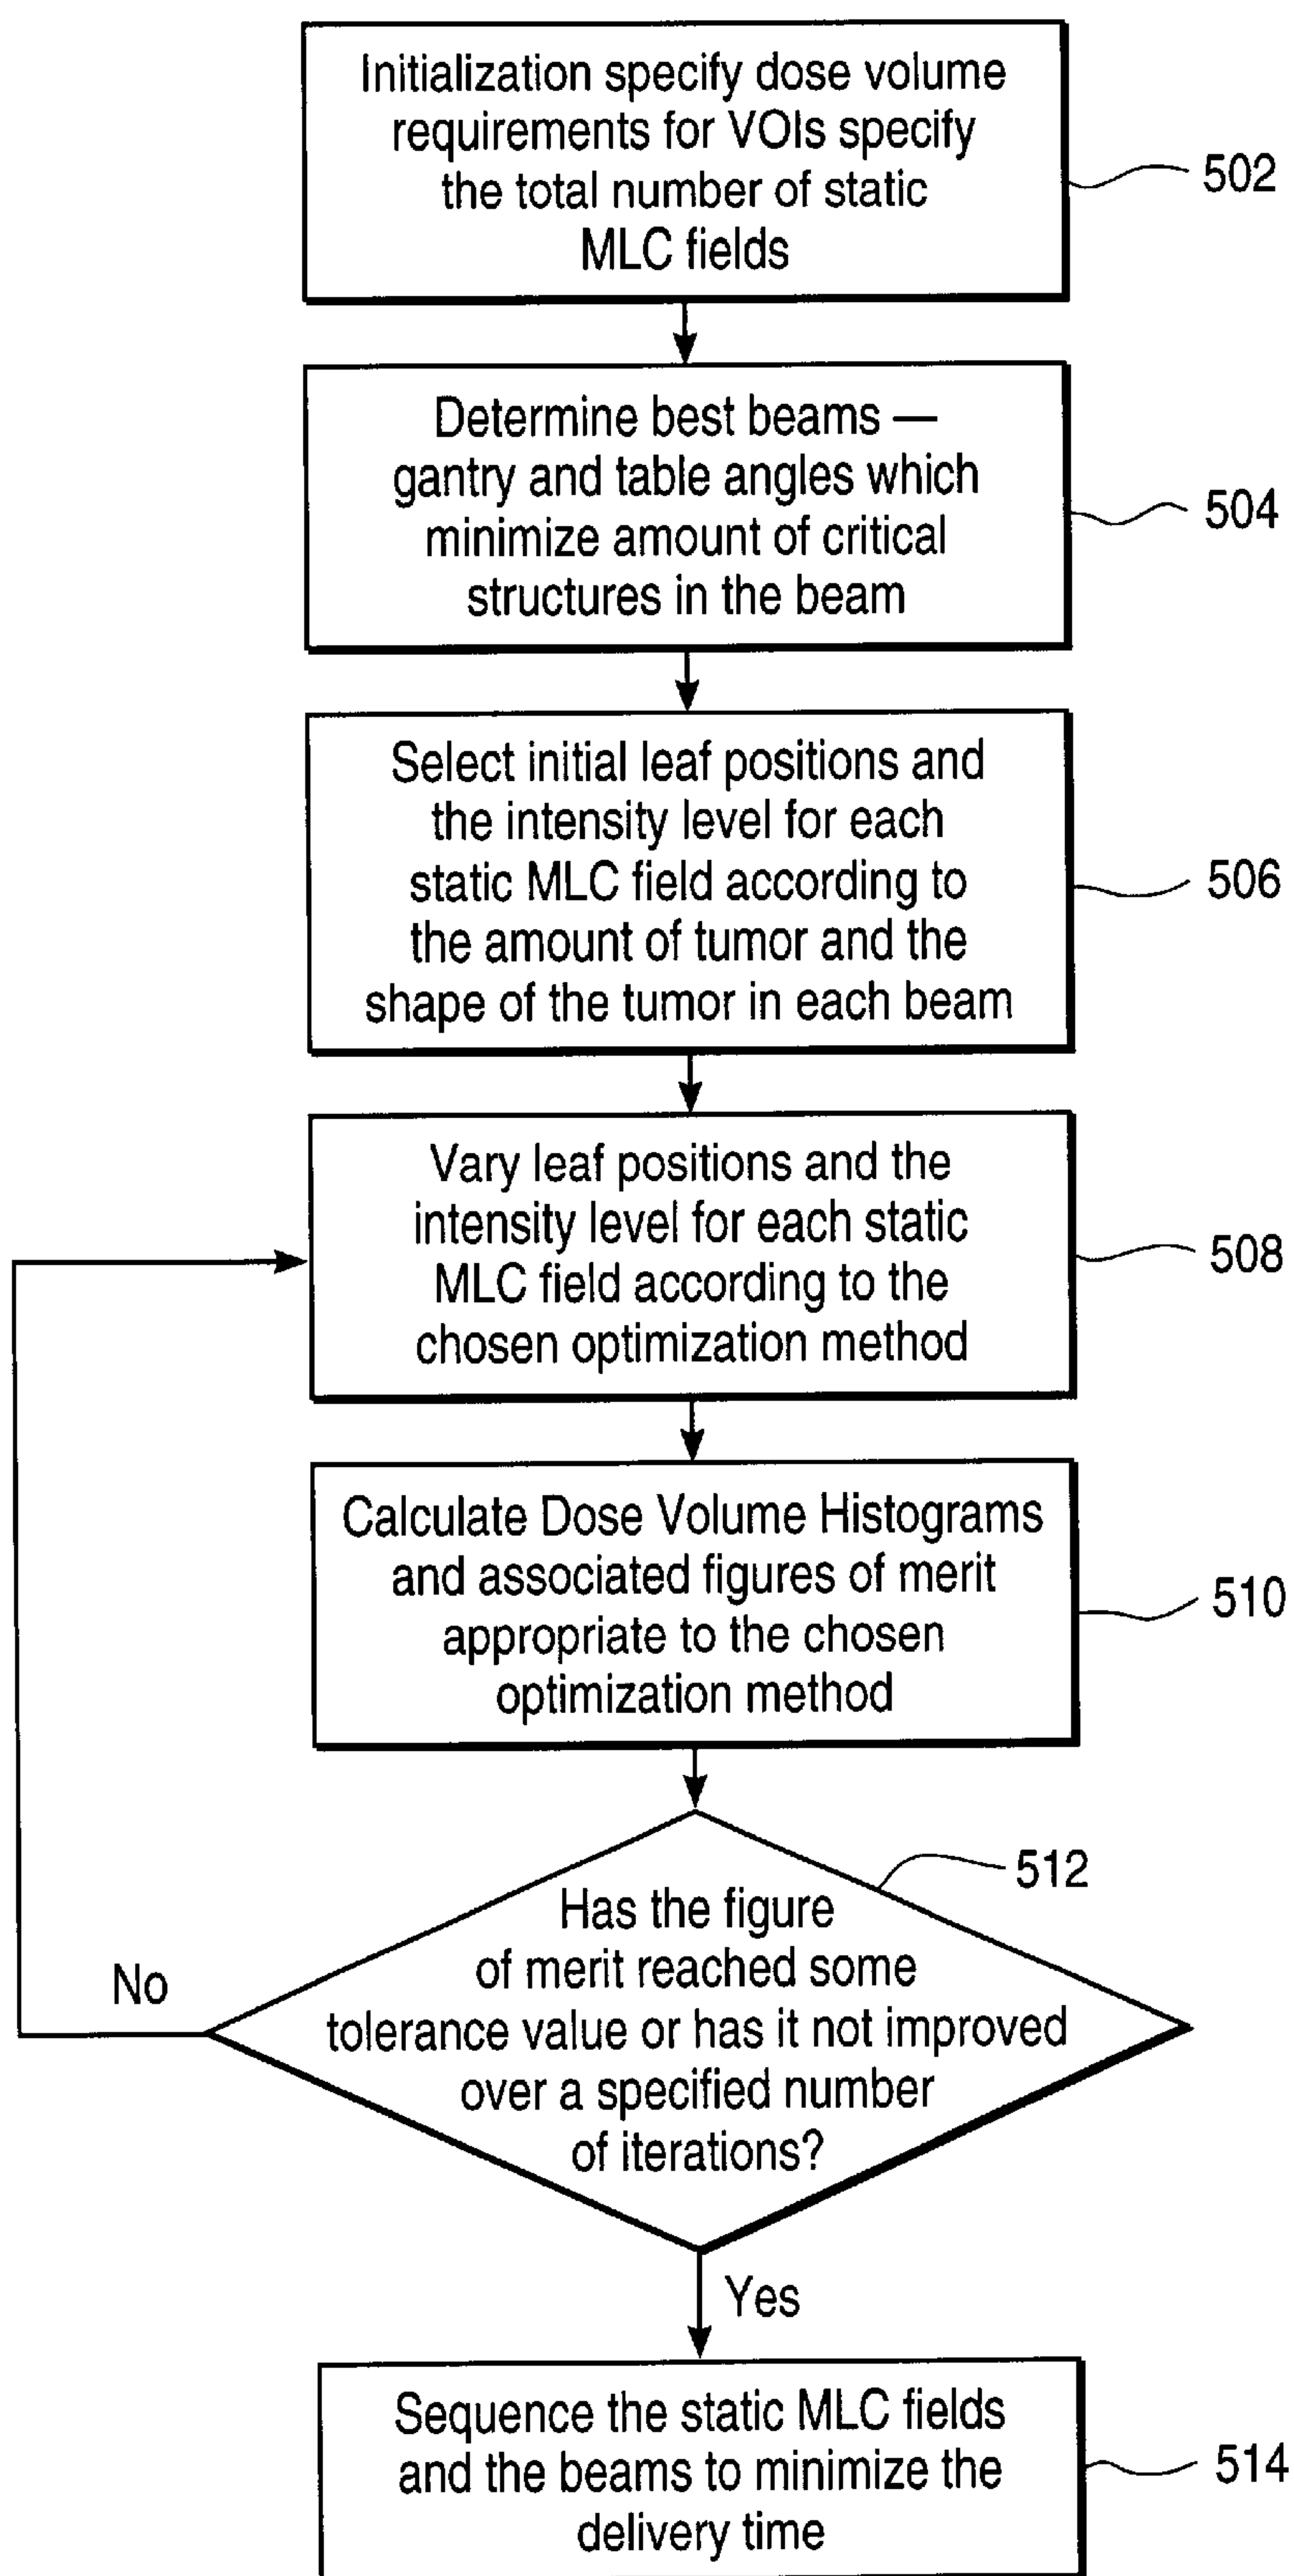 Initialization specify dose volume
requirements for VOIs specify
the total number of static
MLC fields
502
Determine best beams —
gantry and table angles which
minimize amount of critical
structures in the beam
504
Select initial leaf positions and
the intensity level for each
static MLC field according to
the amount of tumor and the
shape of the tumor in each beam
506
Vary leaf positions and the
intensity level for each static
MLC field according to the
chosen optimization method
508
Calculate Dose Volume Histograms
and associated figures of merit
appropriate to the chosen
optimization method
510
512
Has the figure
of merit reached some
tolerance value or has it not improved
over a specified number
of iterations?
No
Yes
Sequence the static MLC fields
and the beams to minimize the
delivery time
514